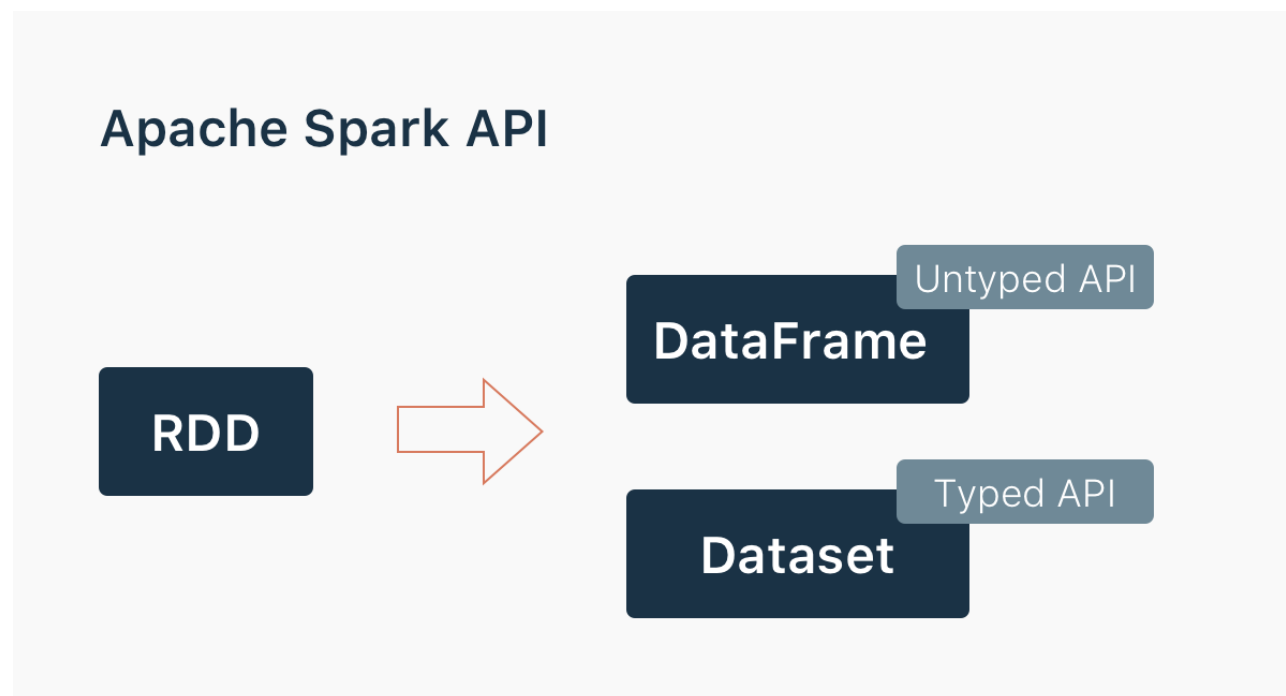 Apache Spark API
Untyped API
DataFrame
RDD
Typed API
Dataset